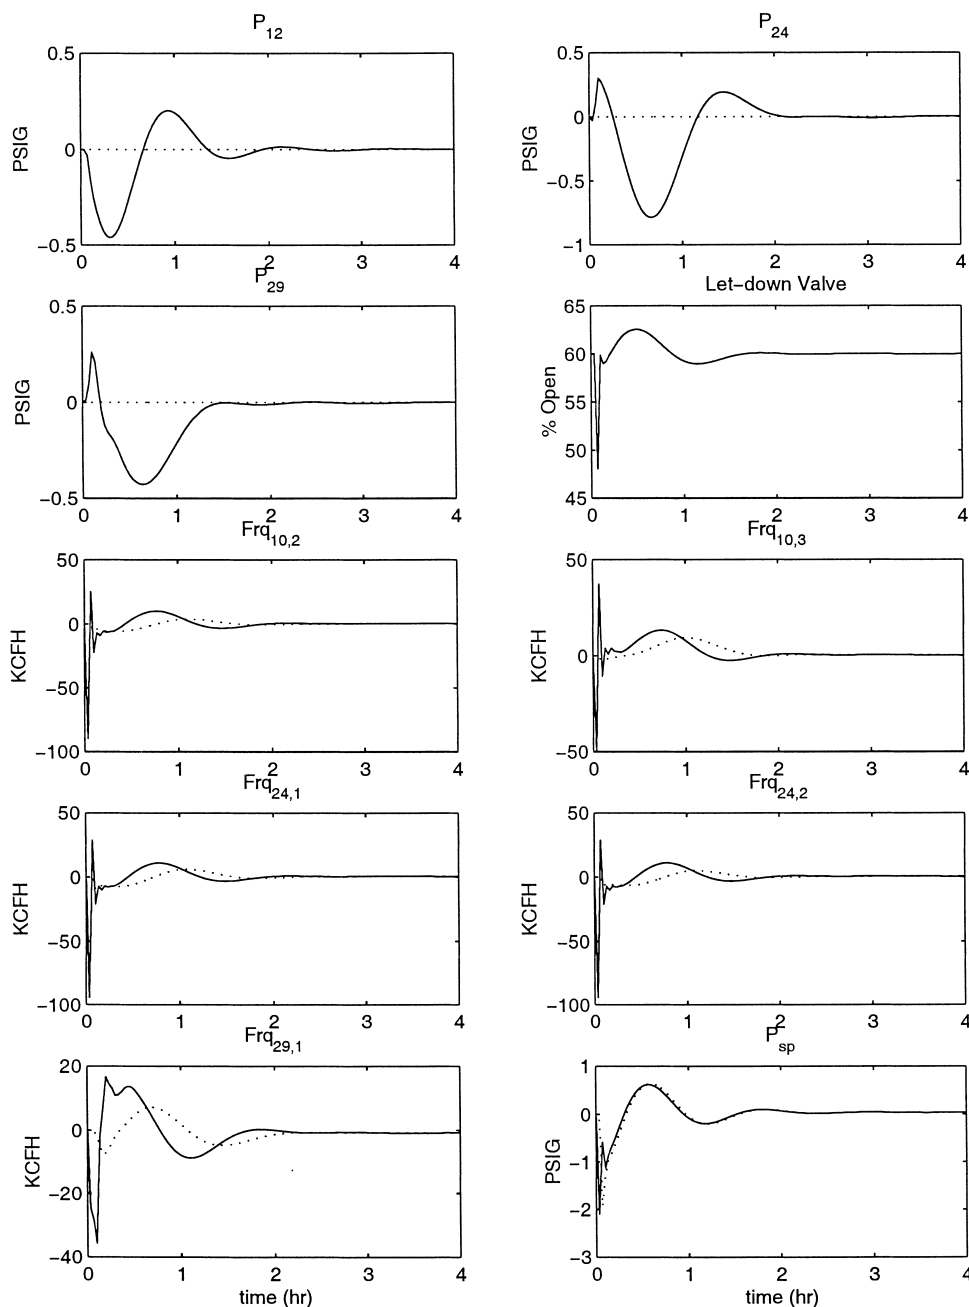 P12
0.5
0
−0.5
PSIG
0 1 2 3 4
P24
0.5
0
−0.5
−1
PSIG
0 1 2 3 4
P29
0.5
0
−0.5
PSIG
0 1 2 3 4
Let−down Valve
65
60
55
50
45
% Open
0 1 2 3 4
Frq10,2
50
0
−50
−100
KCFH
0 1 2 3 4
Frq10,3
50
0
−50
KCFH
0 1 2 3 4
Frq24,1
50
0
−50
−100
KCFH
0 1 2 3 4
Frq24,2
50
0
−50
−100
KCFH
0 1 2 3 4
Frq29,1
20
0
−20
−40
KCFH
0 1 2 3 4
time (hr)
Psp
1
0
−1
−2
−3
PSIG
0 1 2 3 4
time (hr)